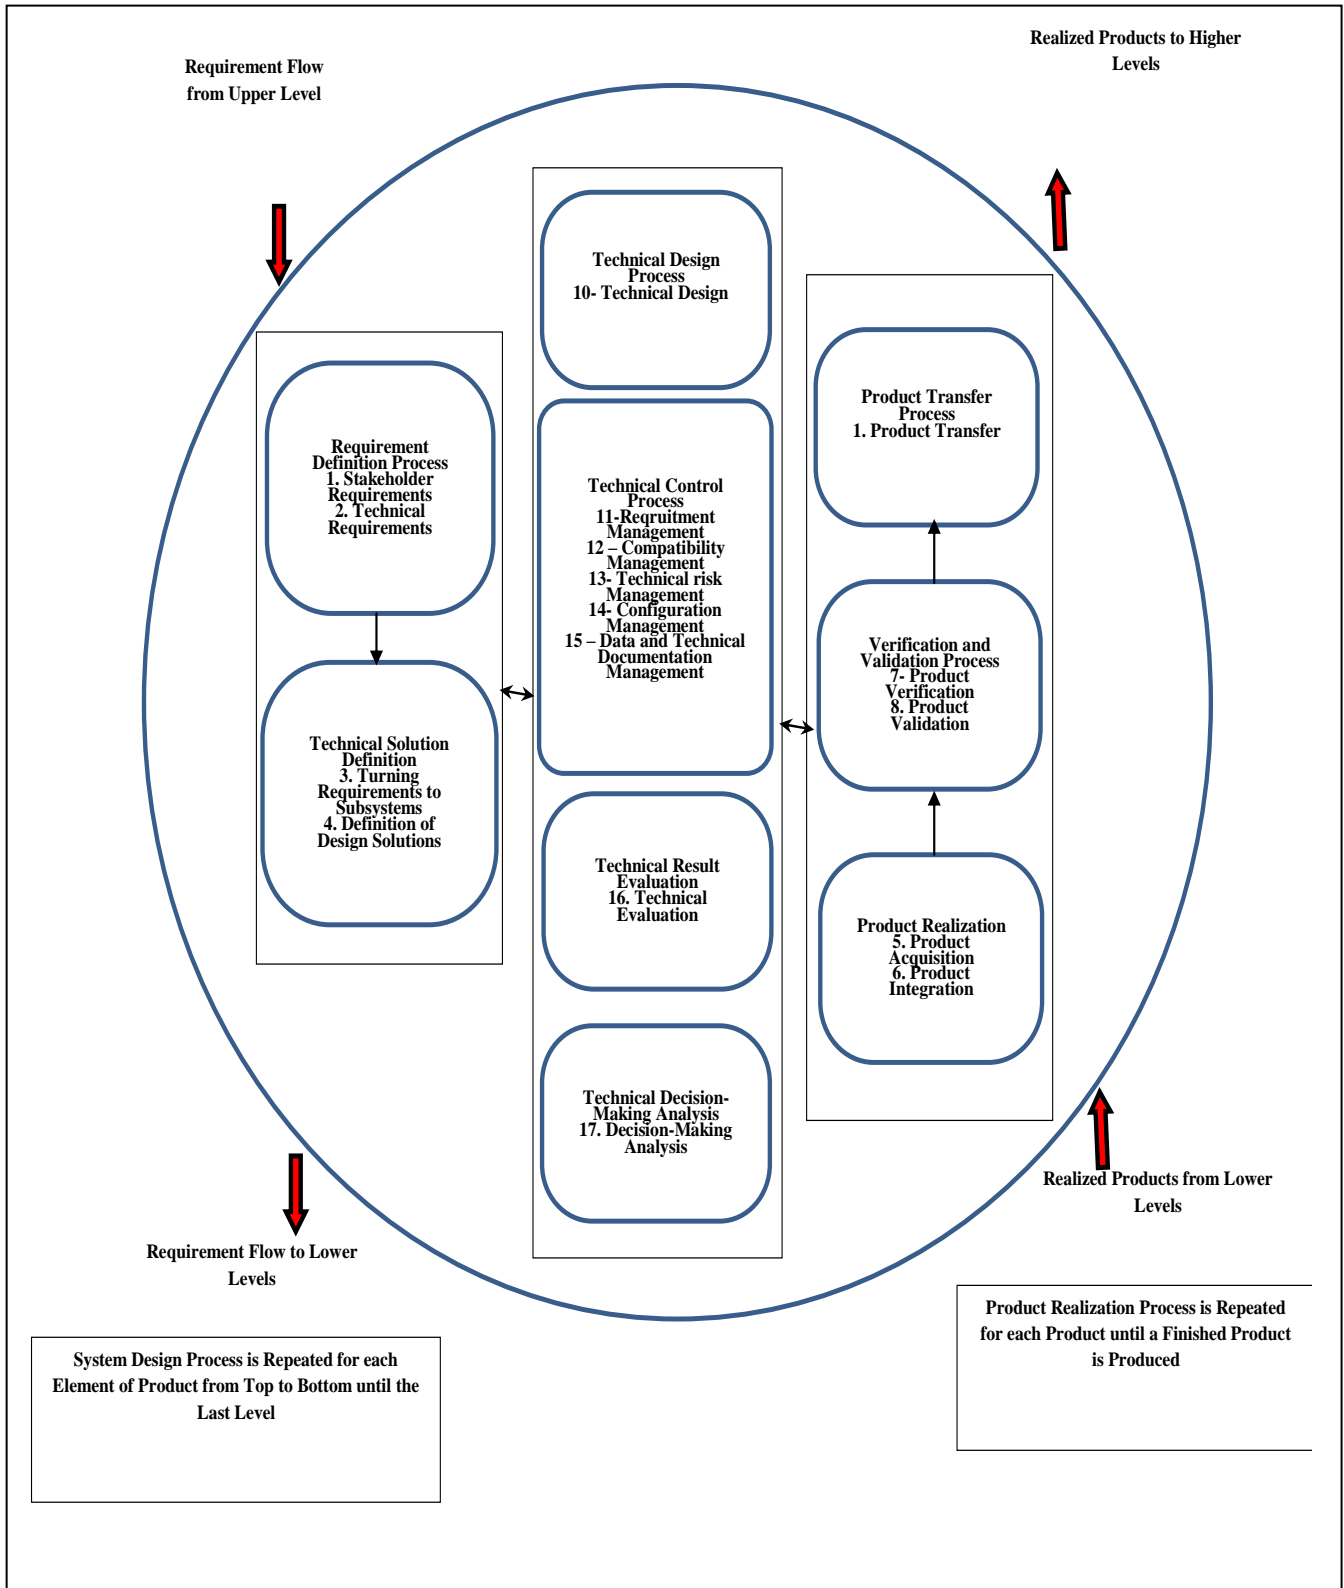 Requirement Flow
from Upper Level
Realized Products to Higher
Levels
Requirement
Definition Process
1. Stakeholder
Requirements
2. Technical
Requirements
Technical Solution
Definition
3. Turning
Requirements to
Subsystems
4. Definition of
Design Solutions
Technical Design
Process
10- Technical Design
Technical Control
Process
11-Reqruitment
Management
12 – Compatibility
Management
13- Technical risk
Management
14- Configuration
Management
15 – Data and Technical
Documentation
Management
Technical Result
Evaluation
16. Technical
Evaluation
Technical Decision-
Making Analysis
17. Decision-Making
Analysis
Product Transfer
Process
1. Product Transfer
Verification and
Validation Process
7- Product
Verification
8. Product
Validation
Product Realization
5. Product
Acquisition
6. Product
Integration
Requirement Flow to Lower
Levels
Realized Products from Lower
Levels
System Design Process is Repeated for each
Element of Product from Top to Bottom until the
Last Level
Product Realization Process is Repeated
for each Product until a Finished Product
is Produced